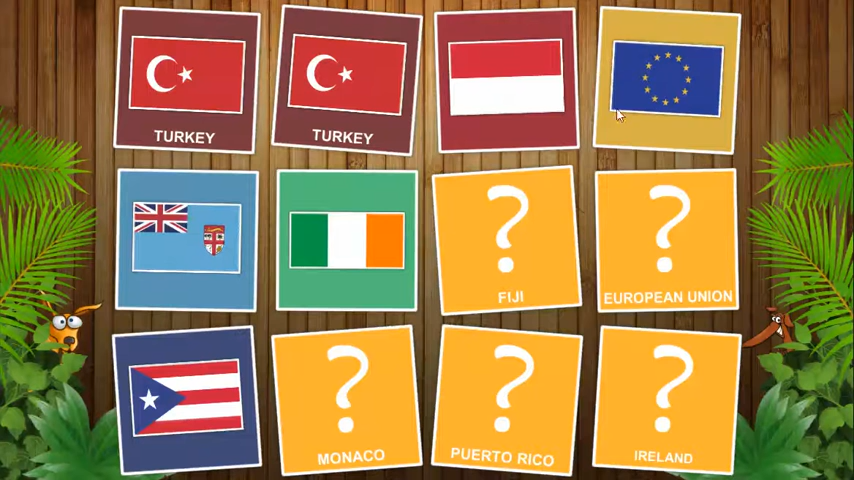 TURKEY
TURKEY
?
?
FIJI
EUROPEAN UNION
?
?
?
MONACO
PUERTO RICO
IRELAND